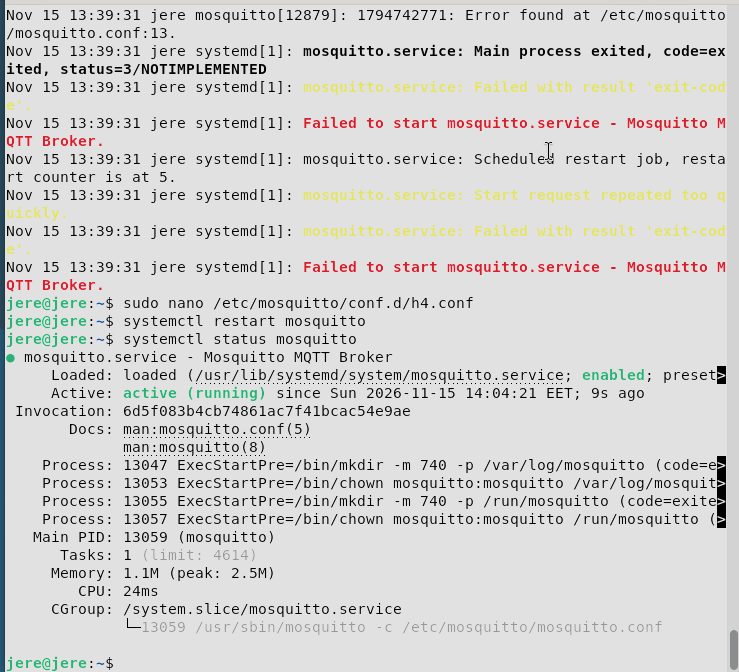 Nov 15 13:39:31 jere mosquitto[12879]: 1794742771: Error found at /etc/mosquitto
/mosquitto.conf:13.
Nov 15 13:39:31 jere systemd[1]: mosquitto.service: Main process exited, code=ex
ited, status=3/NOTIMPLEMENTED
Nov 15 13:39:31 jere systemd[1]: mosquitto.service: Failed with result 'exit-cod
e'.
Nov 15 13:39:31 jere systemd[1]: Failed to start mosquitto.service - Mosquitto M
QTT Broker.
Nov 15 13:39:31 jere systemd[1]: mosquitto.service: Scheduled restart job, resta
rt counter is at 5.
Nov 15 13:39:31 jere systemd[1]: mosquitto.service: Start request repeated too q
uickly.
Nov 15 13:39:31 jere systemd[1]: mosquitto.service: Failed with result 'exit-cod
e'.
Nov 15 13:39:31 jere systemd[1]: Failed to start mosquitto.service - Mosquitto M
QTT Broker.
jere@jere:~$ sudo nano /etc/mosquitto/conf.d/h4.conf
jere@jere:~$ systemctl restart mosquitto
jere@jere:~$ systemctl status mosquitto
● mosquitto.service - Mosquitto MQTT Broker
     Loaded: loaded (/usr/lib/systemd/system/mosquitto.service; enabled; preset>
     Active: active (running) since Sun 2026-11-15 14:04:21 EET; 9s ago
 Invocation: 6d5f083b4cb74861ac7f41bcac54e9ae
       Docs: man:mosquitto.conf(5)
             man:mosquitto(8)
    Process: 13047 ExecStartPre=/bin/mkdir -m 740 -p /var/log/mosquitto (code=e>
    Process: 13053 ExecStartPre=/bin/chown mosquitto:mosquitto /var/log/mosquit>
    Process: 13055 ExecStartPre=/bin/mkdir -m 740 -p /run/mosquitto (code=exite>
    Process: 13057 ExecStartPre=/bin/chown mosquitto:mosquitto /run/mosquitto (>
   Main PID: 13059 (mosquitto)
      Tasks: 1 (limit: 4614)
     Memory: 1.1M (peak: 2.5M)
        CPU: 24ms
     CGroup: /system.slice/mosquitto.service
             └─13059 /usr/sbin/mosquitto -c /etc/mosquitto/mosquitto.conf
jere@jere:~$